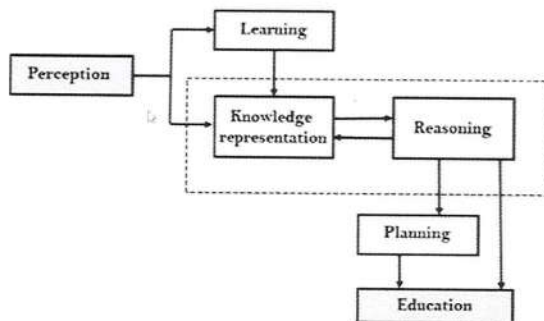 Learning
Perception
Knowledge
representation
Reasoning
Planning
Education